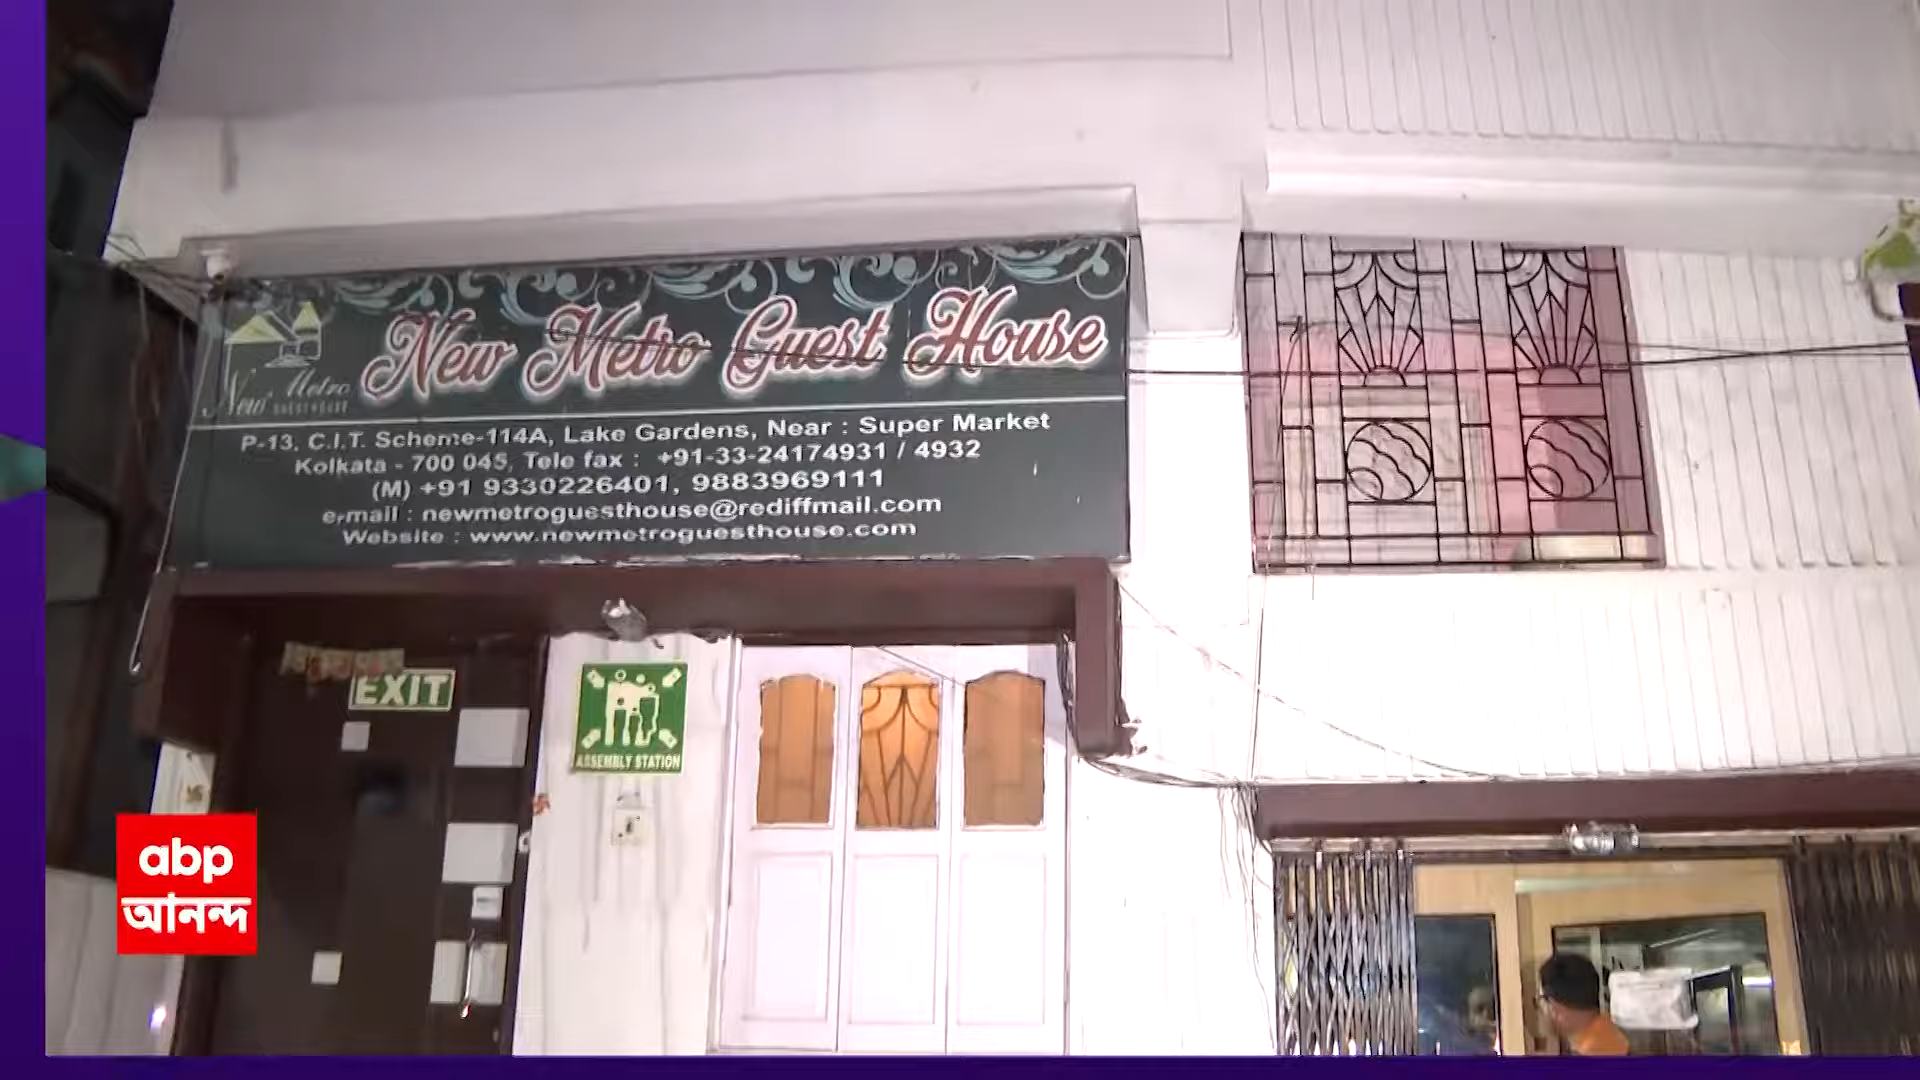 New Metro Guest House
New Metro
GUEST HOUSE
P-13, C.I.T. Scheme-114A, Lake Gardens, Near : Super Market
Kolkata - 700 045, Tele fax : +91-33-24174931 / 4932
(M) +91 9330226401, 9883969111
e-mail : newmetroguesthouse@rediffmail.com
Website : www.newmetroguesthouse.com
EXIT
ASSEMBLY STATION
abp
আনন্দ